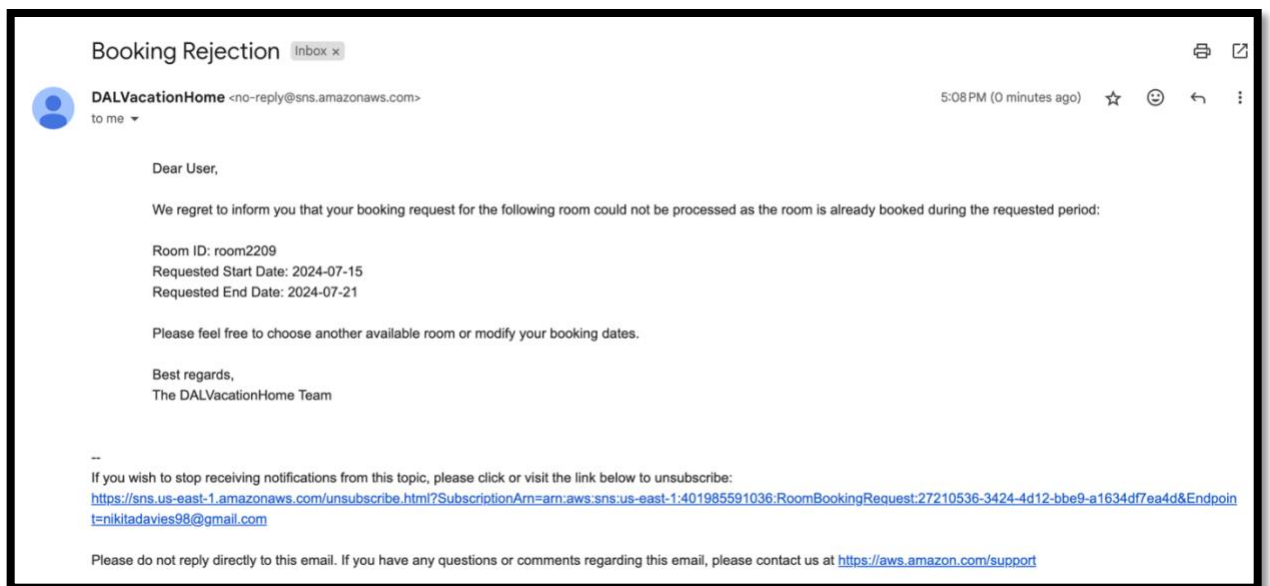 Booking Rejection Inbox x
DALVacationHome <no-reply@sns.amazonaws.com> 5:08 PM (0 minutes ago)
to me
Dear User,
We regret to inform you that your booking request for the following room could not be processed as the room is already booked during the requested period:
Room ID: room2209
Requested Start Date: 2024-07-15
Requested End Date: 2024-07-21
Please feel free to choose another available room or modify your booking dates.
Best regards,
The DALVacationHome Team
--
If you wish to stop receiving notifications from this topic, please click or visit the link below to unsubscribe:
https://sns.us-east-1.amazonaws.com/unsubscribe.html?SubscriptionArn=arn:aws:sns:us-east-1:401985591036:RoomBookingRequest:27210536-3424-4d12-bbe9-a1634df7ea4d&Endpoin
t=nikitadavies98@gmail.com
Please do not reply directly to this email. If you have any questions or comments regarding this email, please contact us at https://aws.amazon.com/support